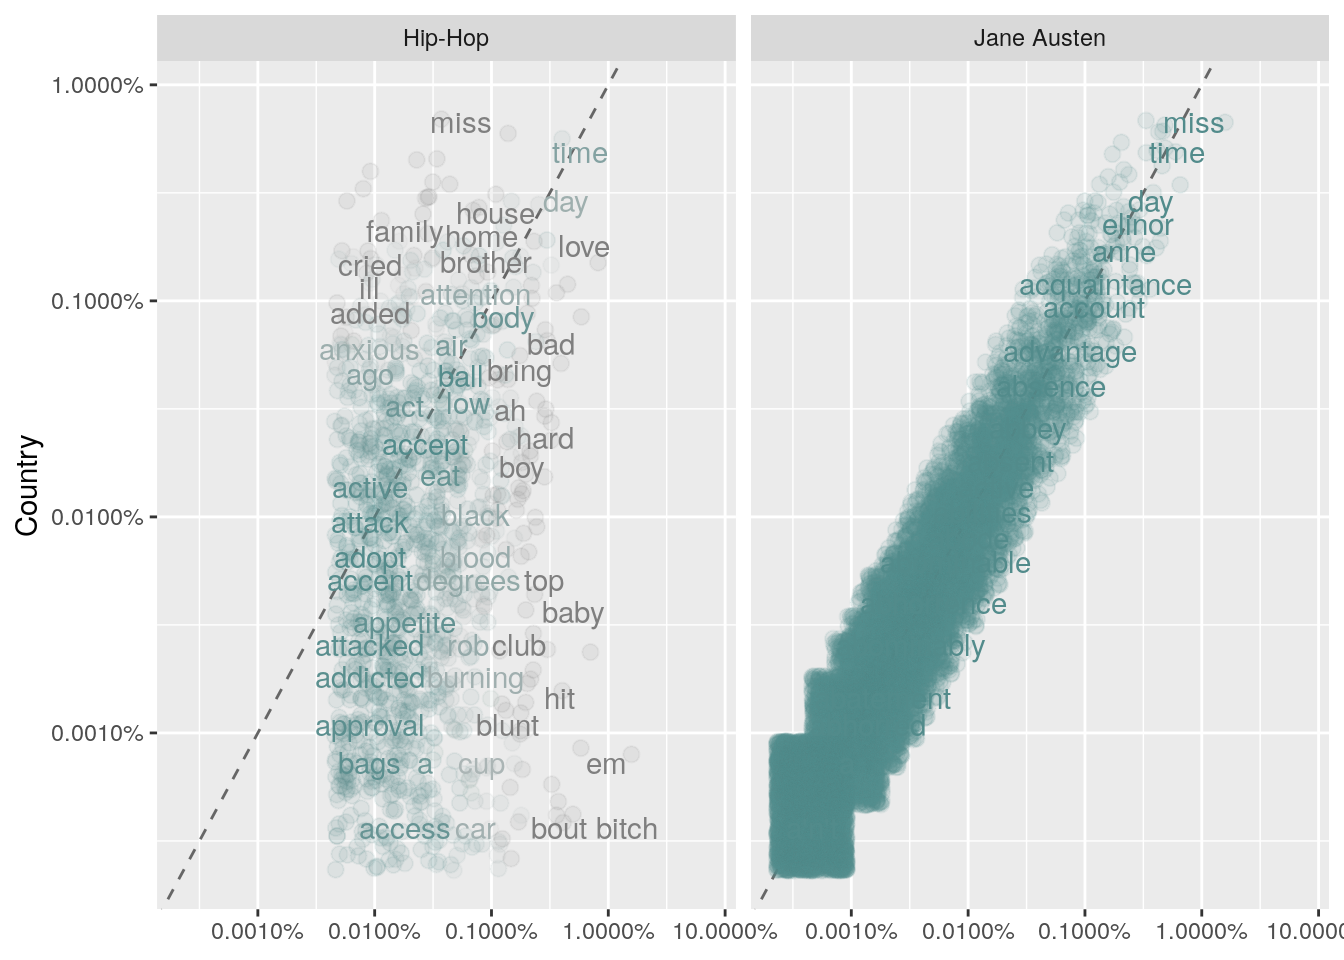 Hip-Hop
Jane Austen
Country
1.0000%
0.1000%
0.0100%
0.0010%
miss
time
day
house
family
home
love
cried
brother
ill
attention
added
body
anxious
air
bad
ago
ball
bring
act
low
ah
accept
hard
eat
boy
active
attack
black
adopt
blood
accent
degrees
top
baby
appetite
attacked
rob
club
addicted
burning
hit
approval
blunt
bags
a
cup
em
access
car
bout
bitch
miss
time
day
elinor
anne
acquaintance
account
advantage
absence
0.0010%
0.0100%
0.1000%
1.0000%
10.0000%
0.0010%
0.0100%
0.1000%
1.0000%
10.0000